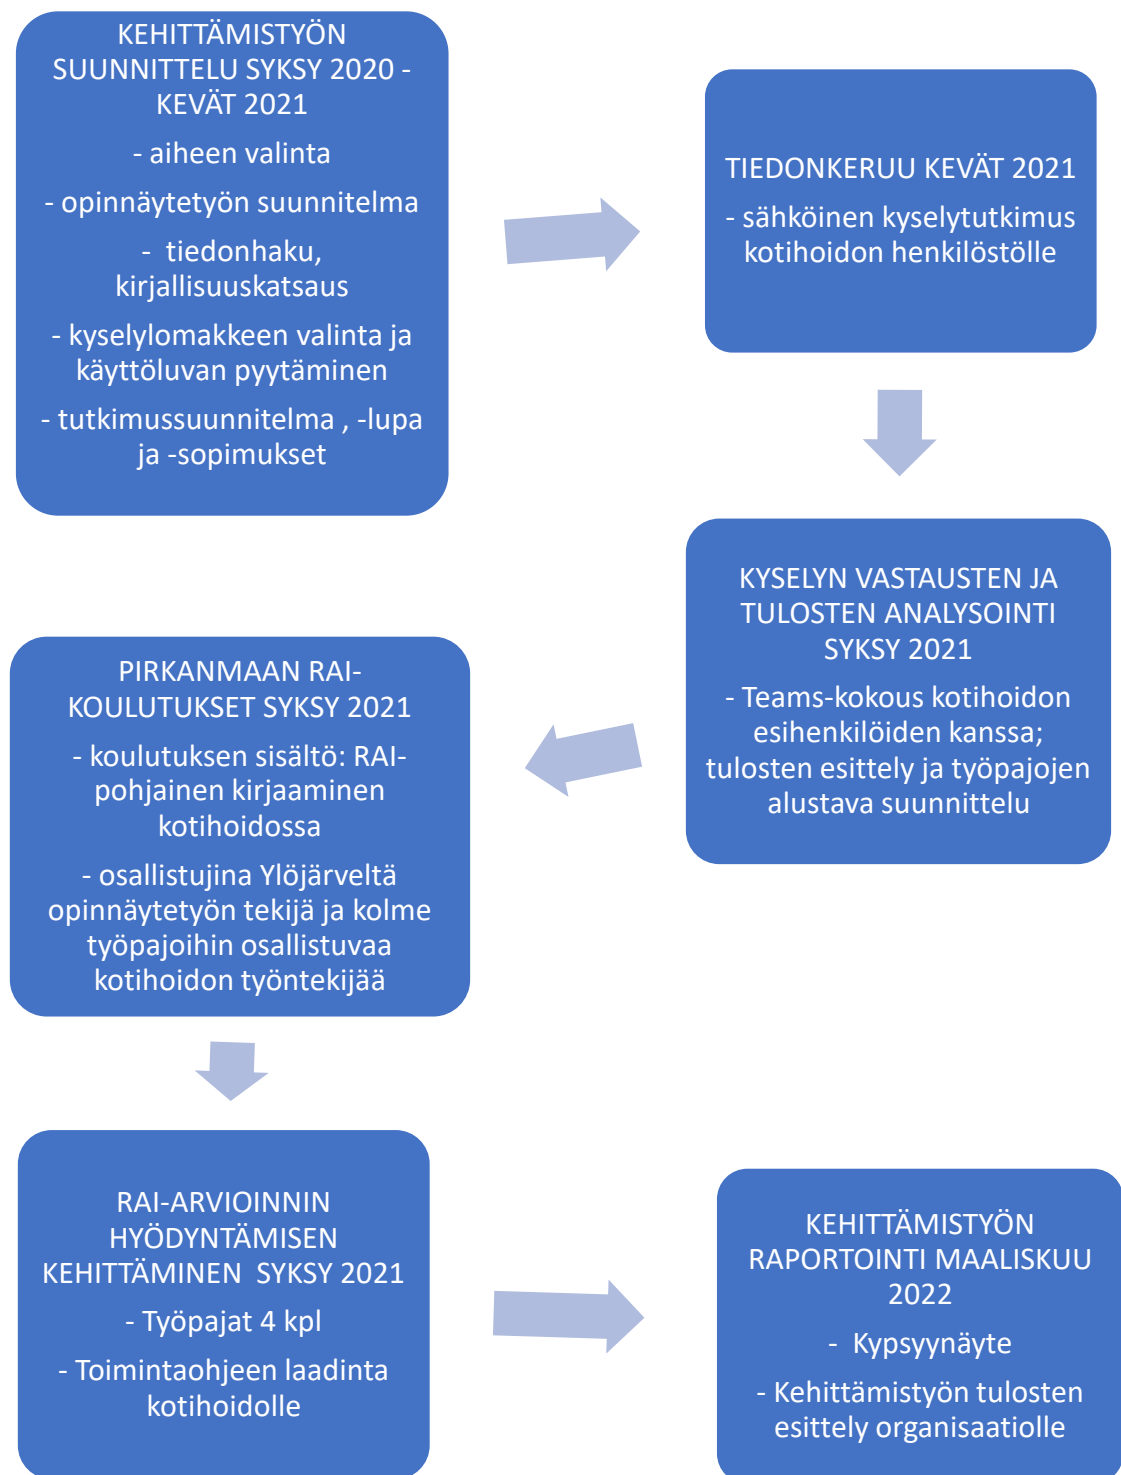 KEHITTÄMISTYÖN
SUUNNITTELU SYKSY 2020 -
KEVÄT 2021
- aiheen valinta
- opinnäytetyön suunnitelma
- tiedonhaku,
kirjallisuuskatsaus
- kyselylomakkeen valinta ja
käyttöluvan pyytäminen
- tutkimussuunnitelma , -lupa
ja -sopimukset
TIEDONKERUU KEVÄT 2021
- sähköinen kyselytutkimus
kotihoidon henkilöstölle
KYSELYN VASTAUSTEN JA
TULOSTEN ANALYSOINTI
SYKSY 2021
- Teams-kokous kotihoidon
esihenkilöiden kanssa;
tulosten esittely ja työpajojen
alustava suunnittelu
PIRKANMAAN RAI-
KOULUTUKSET SYKSY 2021
- koulutuksen sisältö: RAI-
pohjainen kirjaaminen
kotihoidossa
- osallistujina Ylöjärveltä
opinnäytetyön tekijä ja kolme
työpajoihin osallistuvaa
kotihoidon työntekijää
RAI-ARVIOINNIN
HYÖDYNTÄMISEN
KEHITTÄMINEN SYKSY 2021
- Työpajat 4 kpl
- Toimintaohjeen laadinta
kotihoidolle
KEHITTÄMISTYÖN
RAPORTOINTI MAALISKUU
2022
- Kypsyynäyte
- Kehittämistyön tulosten
esittely organisaatiolle